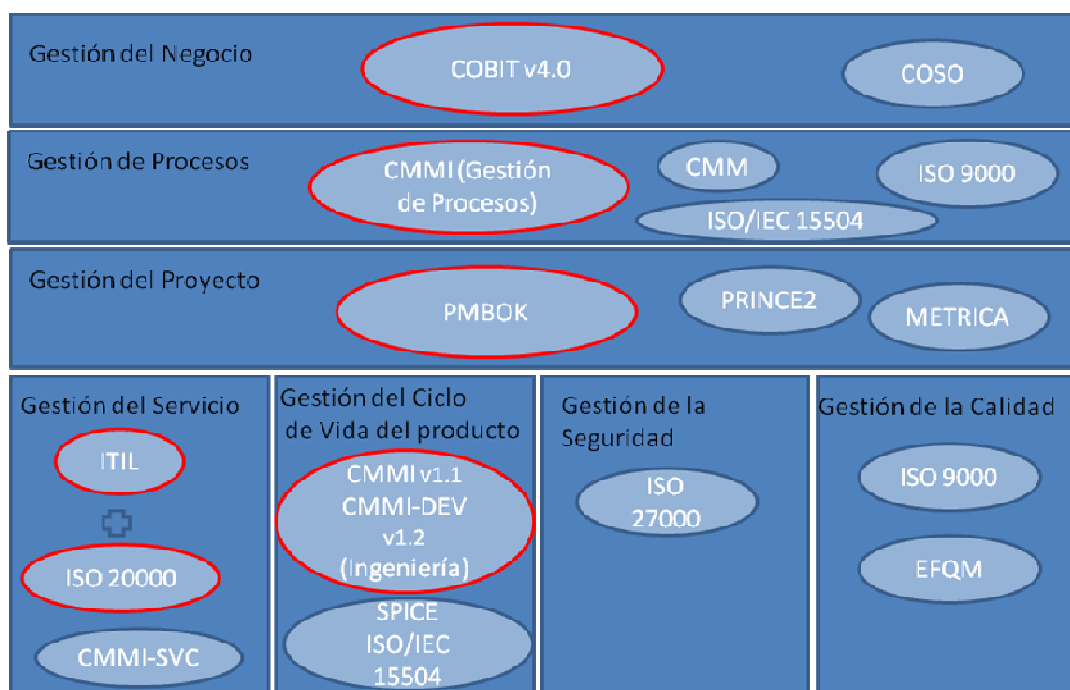 Gestión del Negocio
COBIT v4.0
COSO
Gestión de Procesos
CMMI (Gestión
de Procesos)
CMM
ISO 9000
ISO/IEC 15504
Gestión del Proyecto
PMBOK
PRINCE2
METRICA
Gestión del Servicio
ITIL
ISO 20000
CMMI-SVC
Gestión del Ciclo
de Vida del producto
CMMI v1.1
CMMI-DEV
v1.2
(Ingeniería)
SPICE
ISO/IEC
15504
Gestión de la
Seguridad
ISO
27000
Gestión de la Calidad
ISO 9000
EFQM